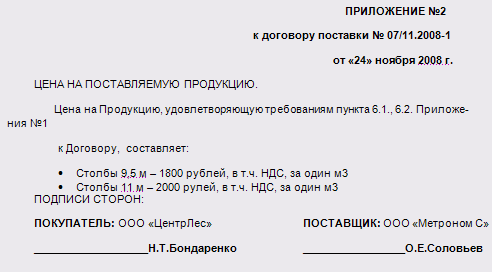 ПРИЛОЖЕНИЕ №2
к договору поставки № 07/11.2008-1
от «24» ноября 2008 г.
ЦЕНА НА ПОСТАВЛЯЕМУЮ ПРОДУКЦИЮ.
Цена на Продукцию, удовлетворяющую требованиям пункта 6.1., 6.2. Приложе-
ния №1
к Договору, составляет:
• Столбы 9,5 м – 1800 рублей, в т.ч. НДС, за один м3
• Столбы 11 м – 2000 рулей, в т.ч. НДС, за один м3
ПОДПИСИ СТОРОН:
ПОКУПАТЕЛЬ: ООО «ЦентрЛес» ПОСТАВЩИК: ООО «Метроном С»
___________________Н.Т.Бондаренко _________________О.Е.Соловьев